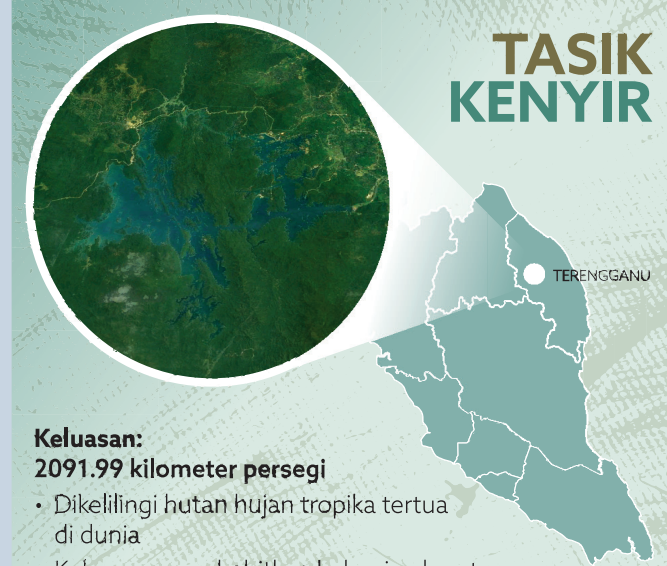 TASIK
KENYIR
TERENGGANU
Keluasan:
2091.99 kilometer persegi
• Dikelilingi hutan hujan tropika tertua
di dunia